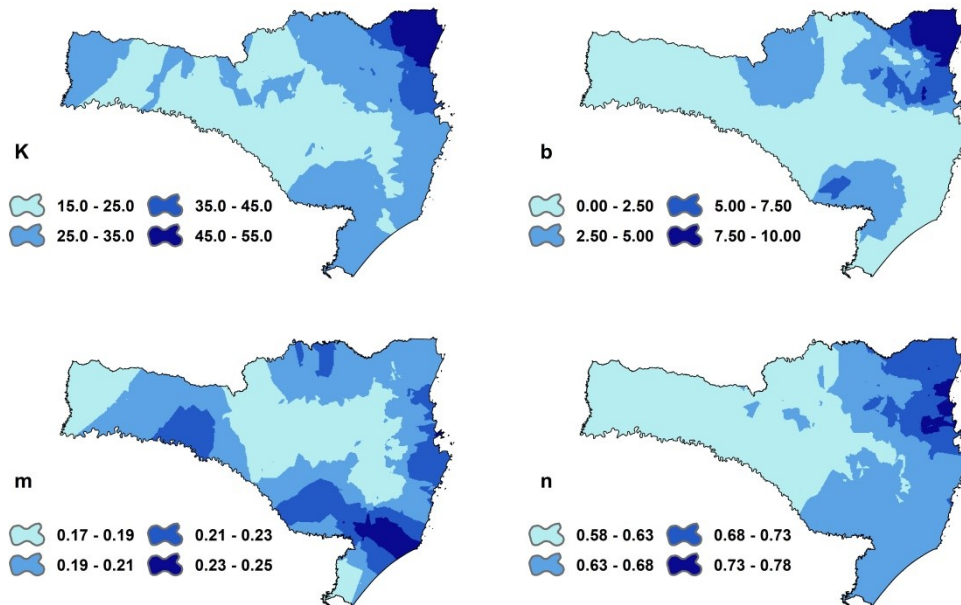 K
15.0 - 25.0 35.0 - 45.0
25.0 - 35.0 45.0 - 55.0
b
0.00 - 2.50 5.00 - 7.50
2.50 - 5.00 7.50 - 10.00
m
0.17 - 0.19 0.21 - 0.23
0.19 - 0.21 0.23 - 0.25
n
0.58 - 0.63 0.68 - 0.73
0.63 - 0.68 0.73 - 0.78